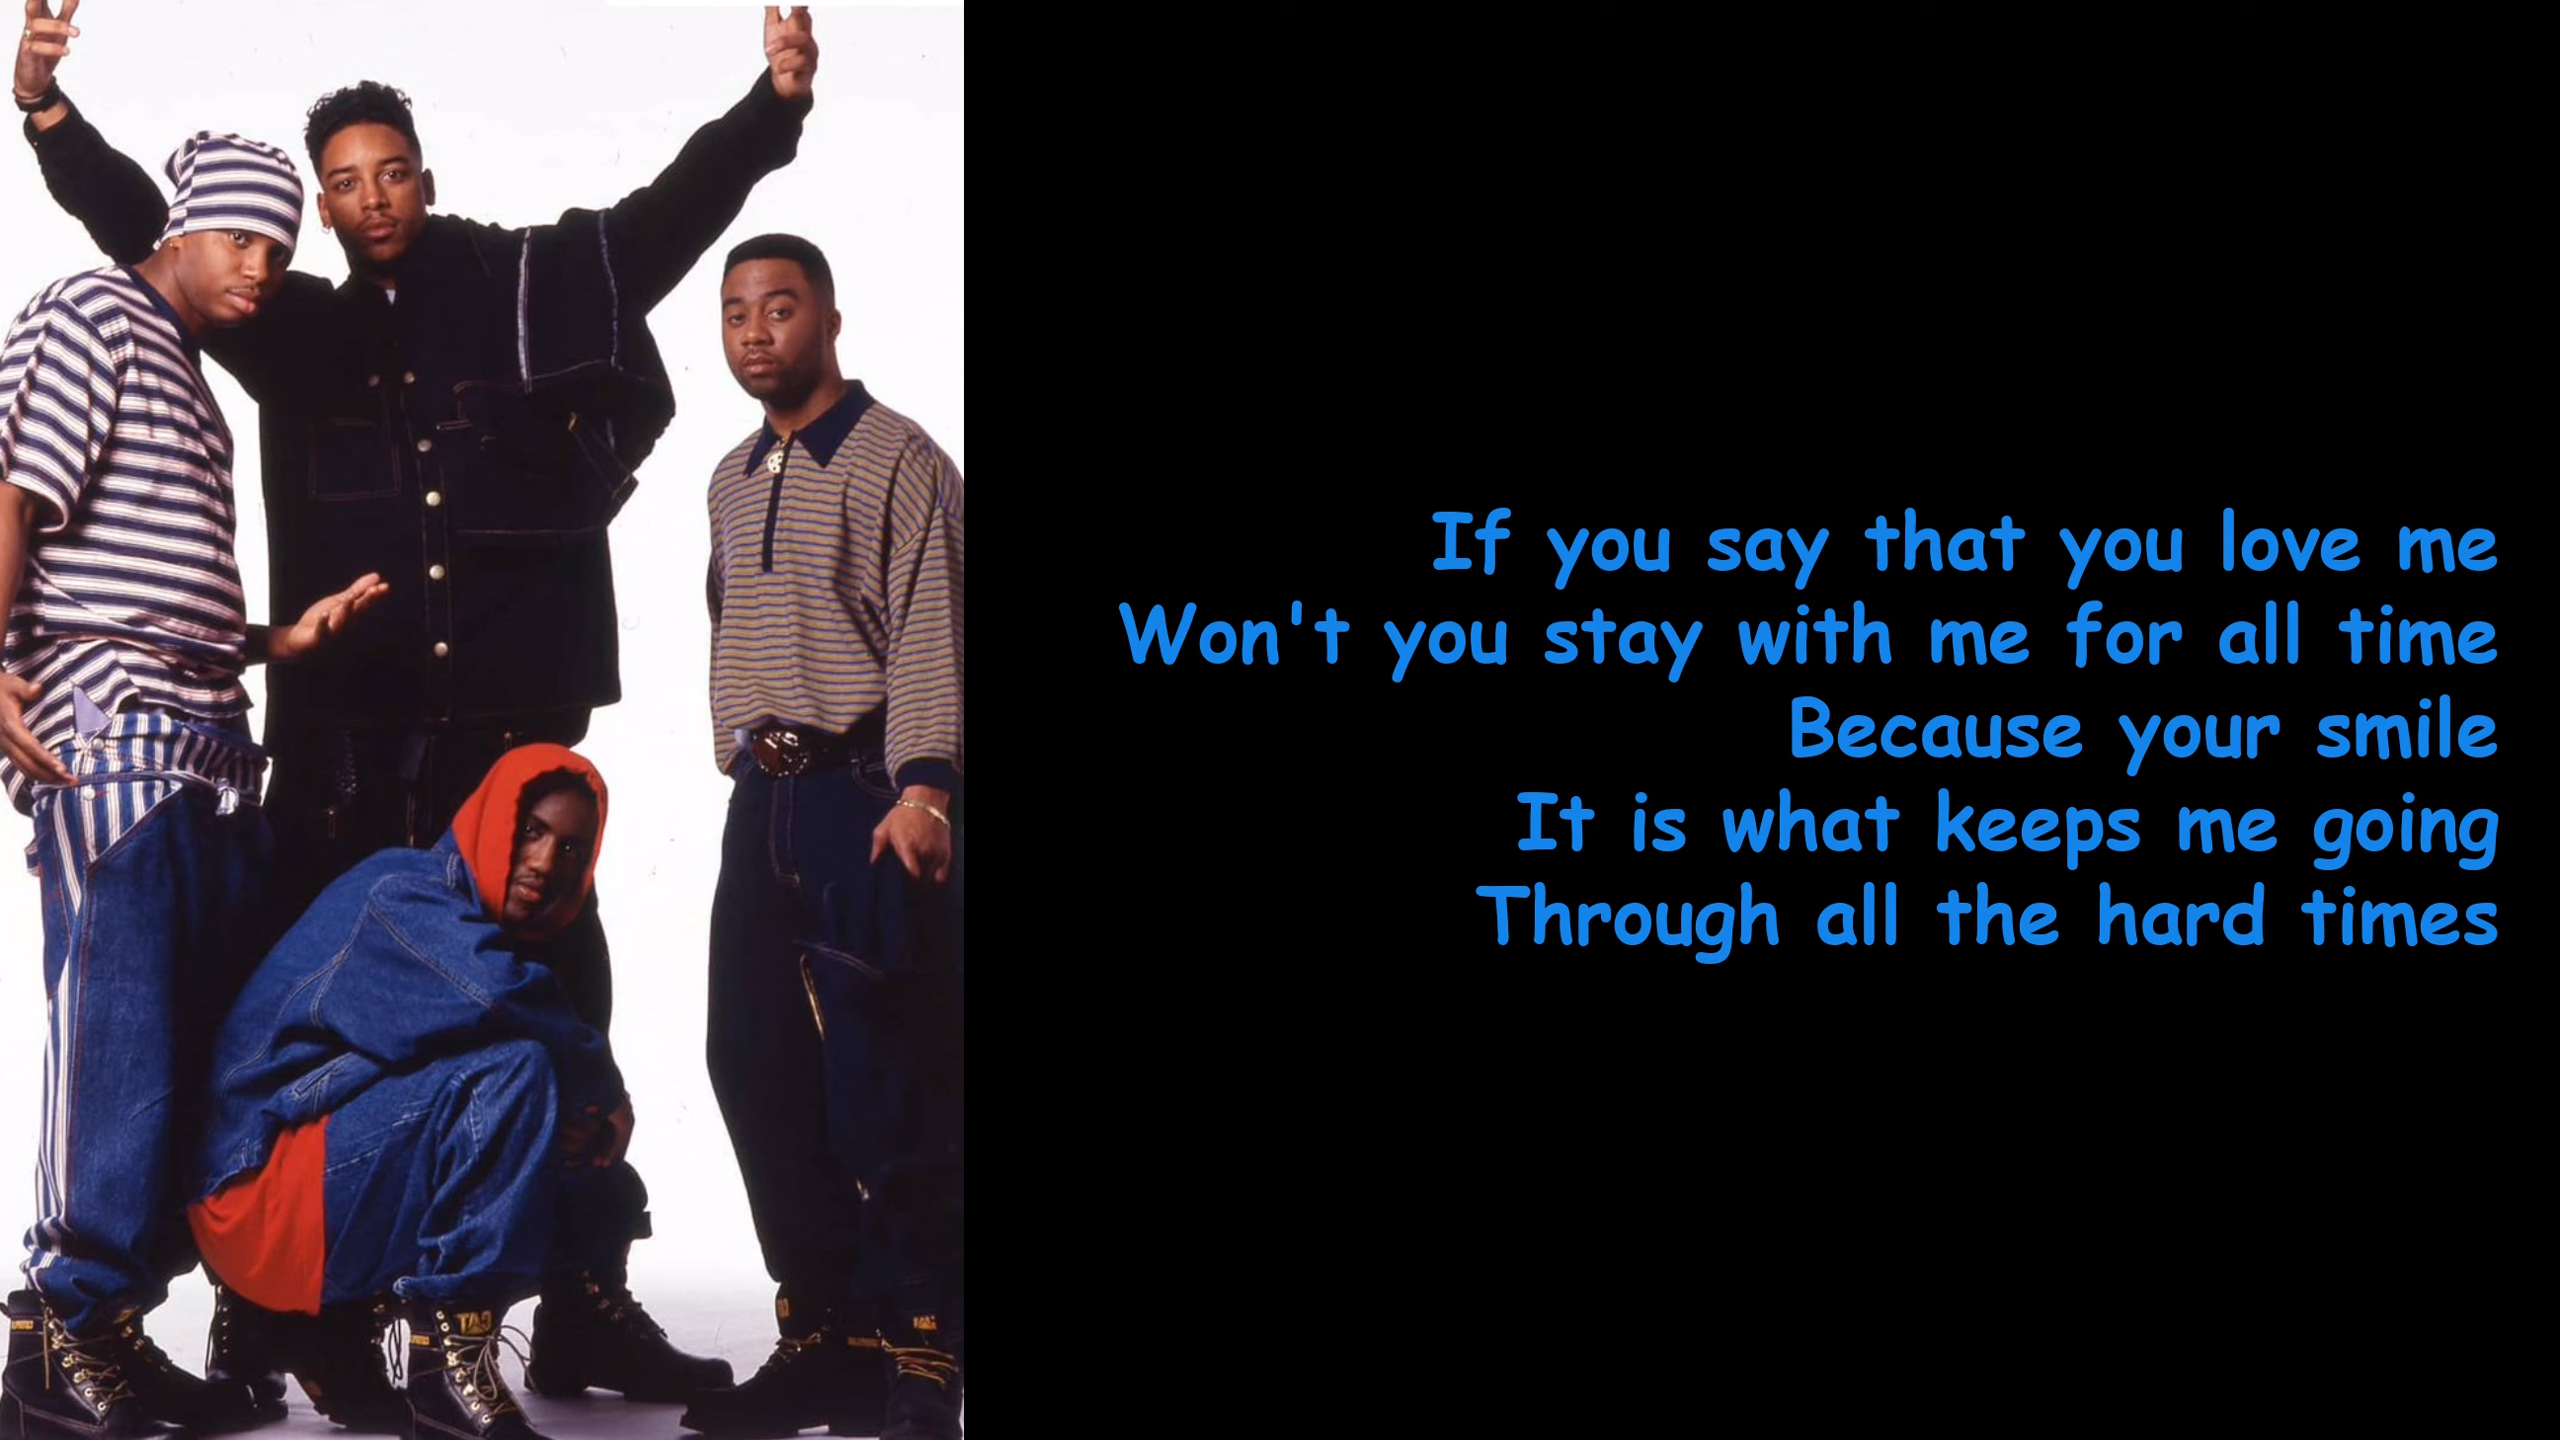 If you say that you love me
Won't you stay with me for all time
Because your smile
It is what keeps me going
Through all the hard times
CAT